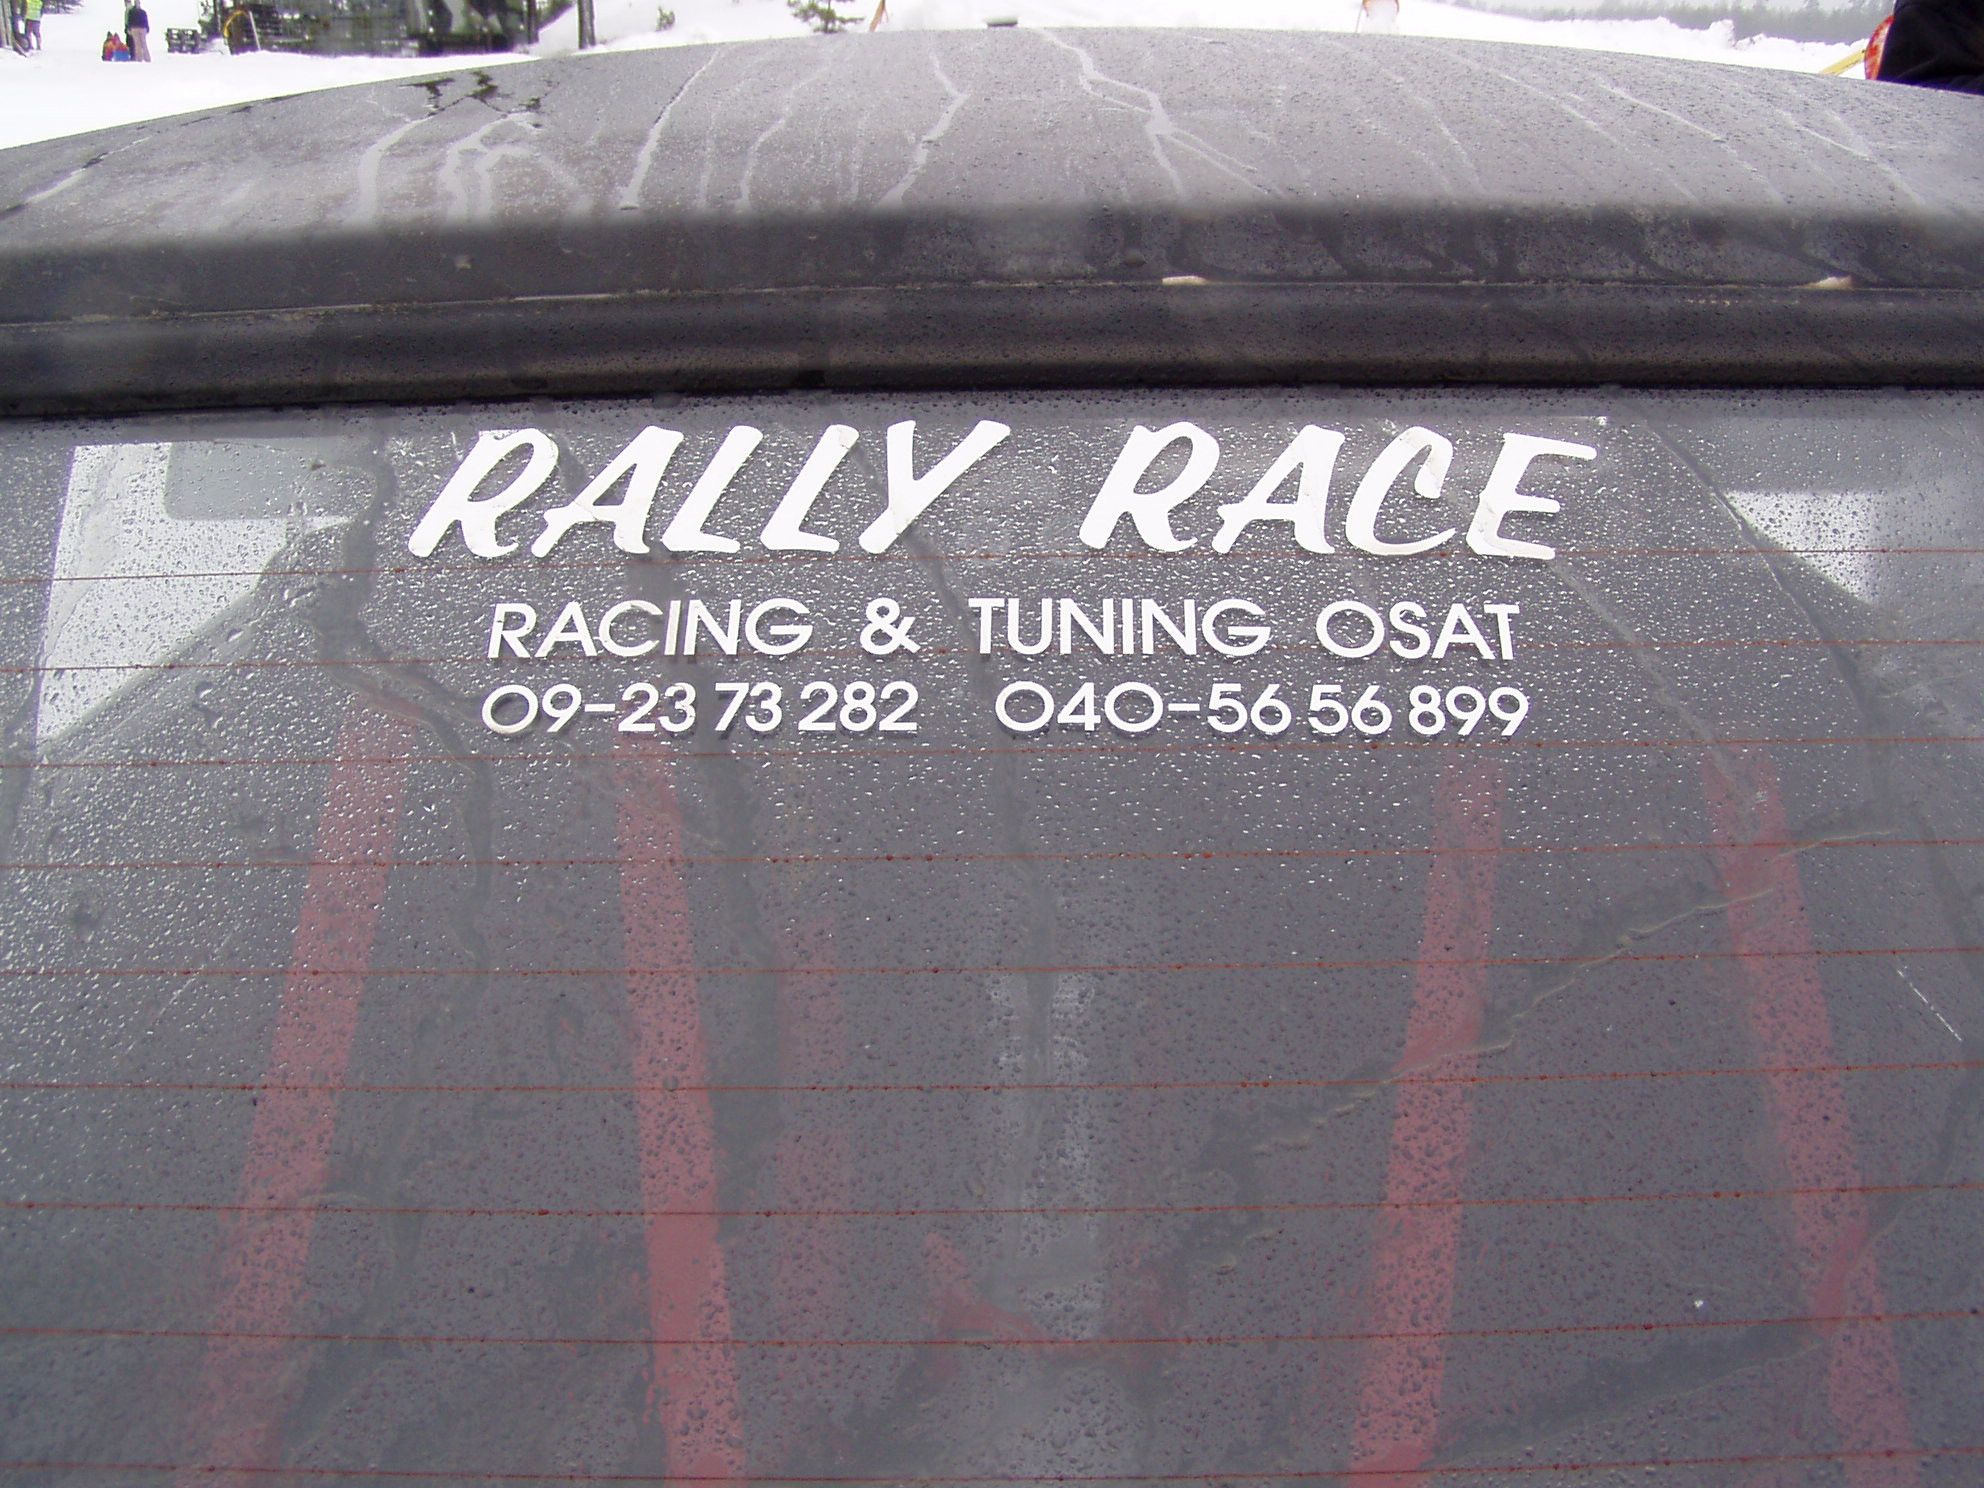 RALLY RACE
RACING & TUNING OSAT
09-23 73 282 040-56 56 899